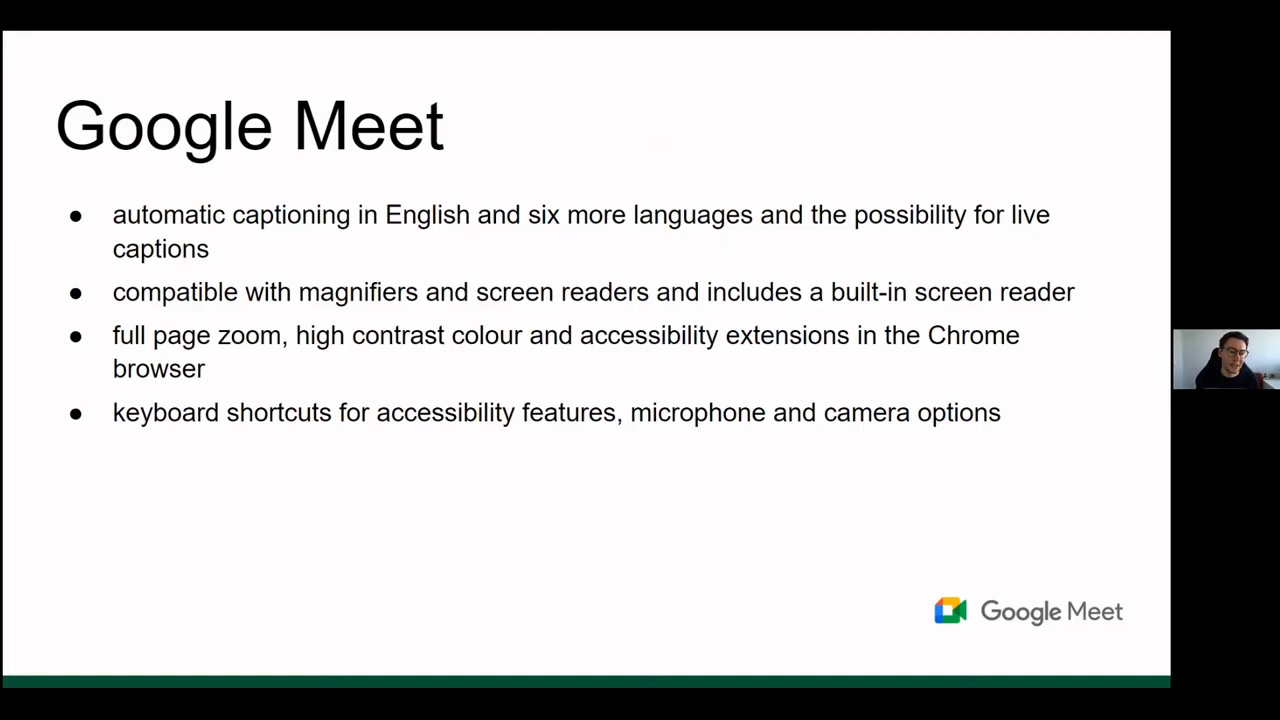 Google Meet
● automatic captioning in English and six more languages and the possibility for live
captions
● compatible with magnifiers and screen readers and includes a built-in screen reader
● full page zoom, high contrast colour and accessibility extensions in the Chrome
browser
● keyboard shortcuts for accessibility features, microphone and camera options
Google Meet